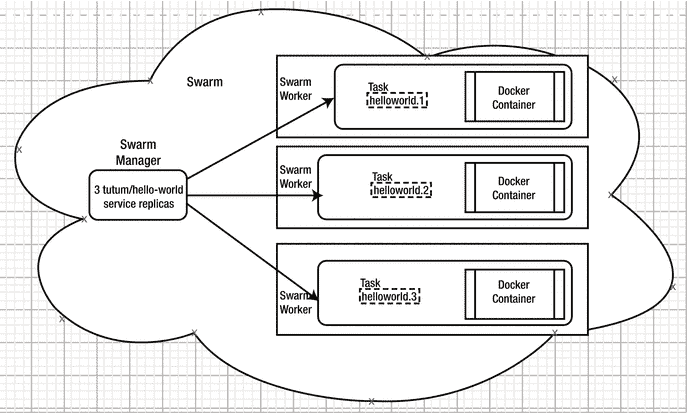 Swarm
Swarm
Manager
3 tutum/hello-world
service replicas
Swarm
Worker
Task
helloworld.1
Docker
Container
Swarm
Worker
Task
helloworld.2
Docker
Container
Swarm
Worker
Task
helloworld.3
Docker
Container